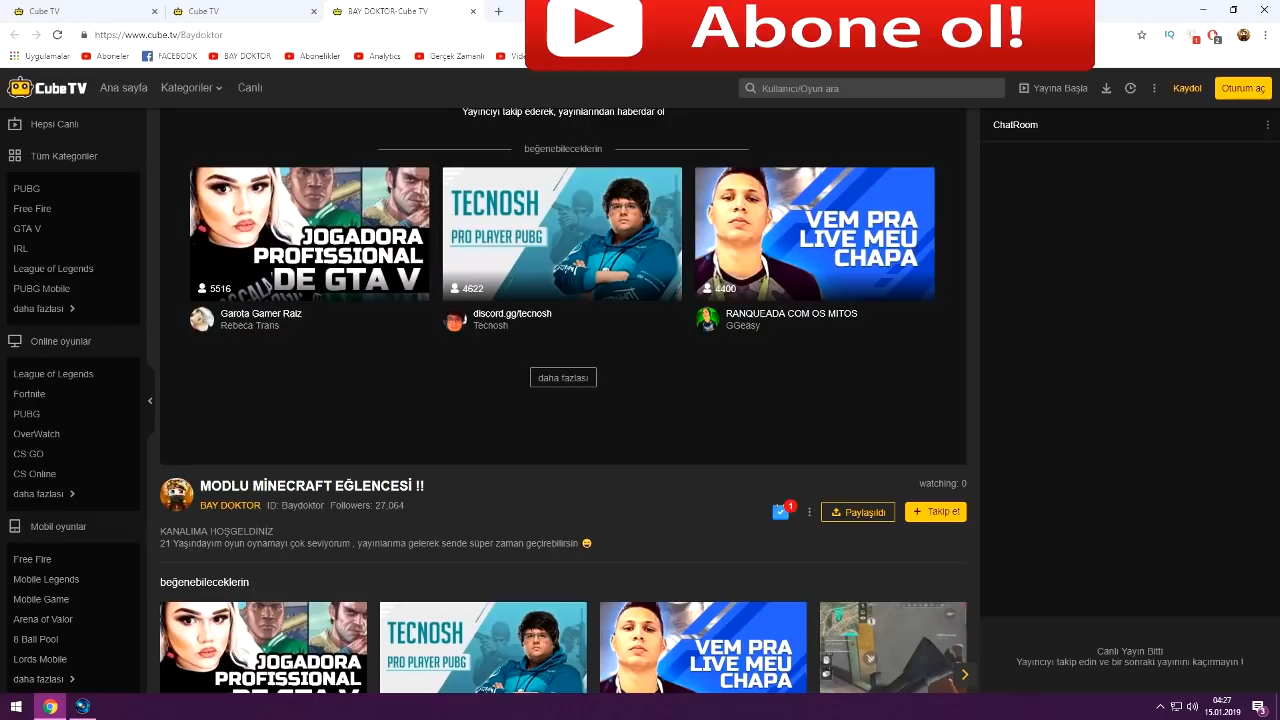 Cube TV
Cube TV
BAY DOKTOR-Cube TV
https://www.cube.tv/Baydoktor
Abone ol!
Uygulamalar
Aboneler
FACEBOOK
BAY DOKTOR
Abonelikler
Analytics
Gerçek Zamanlı
CubeTV
Ana sayfa
Kategoriler
Canlı
Kullanıcı/Oyun ara
Yayına Başla
Kaydol
Oturum aç
Hepsi Canlı
Tüm Kategoriler
PUBG
Free Fire
GTA V
IRL
League of Legends
PUBG Mobile
daha fazlası
Online oyunlar
League of Legends
Fortnite
PUBG
OverWatch
CS:GO
CS Online
daha fazlası
Mobil oyunlar
Free Fire
Mobile Legends
Mobile Game
Arena of Valor
8 Ball Pool
Lords Mobile
daha fazlası
Yayıncıyı takip ederek, yayınlarından haberdar ol
beğenebileceklerin
JOGADORA
PROFISSIONAL
DE GTA V
5516
Garota Gamer Raiz
Rebeca Trans
TECNOSH
PRO PLAYER PUBG
4622
discord.gg/tecnosh
Tecnosh
VEM PRA
LIVE MEU
CHAPA
4400
RANQUEADA COM OS MITOS
GGeasy
daha fazlası
MODLU MİNECRAFT EĞLENCESİ !!
watching: 0
BAY DOKTOR ID: Baydoktor Followers: 27,064
1
Paylaşıldı
+ Takip et
KANALIMA HOŞGELDINIZ
21 Yaşındayım oyun oynamayı çok seviyorum , yayınlarıma gelerek sende süper zaman geçirebilirsin 😄
beğenebileceklerin
JOGADORA
PROFISSIONAL
DE GTA V
TECNOSH
PRO PLAYER PUBG
VEM PRA
LIVE MEU
CHAPA
ChatRoom
Canlı Yayın Bitti
Yayıncıyı takip edin ve bir sonraki yayınını kaçırmayın !
04:27
15.01.2019